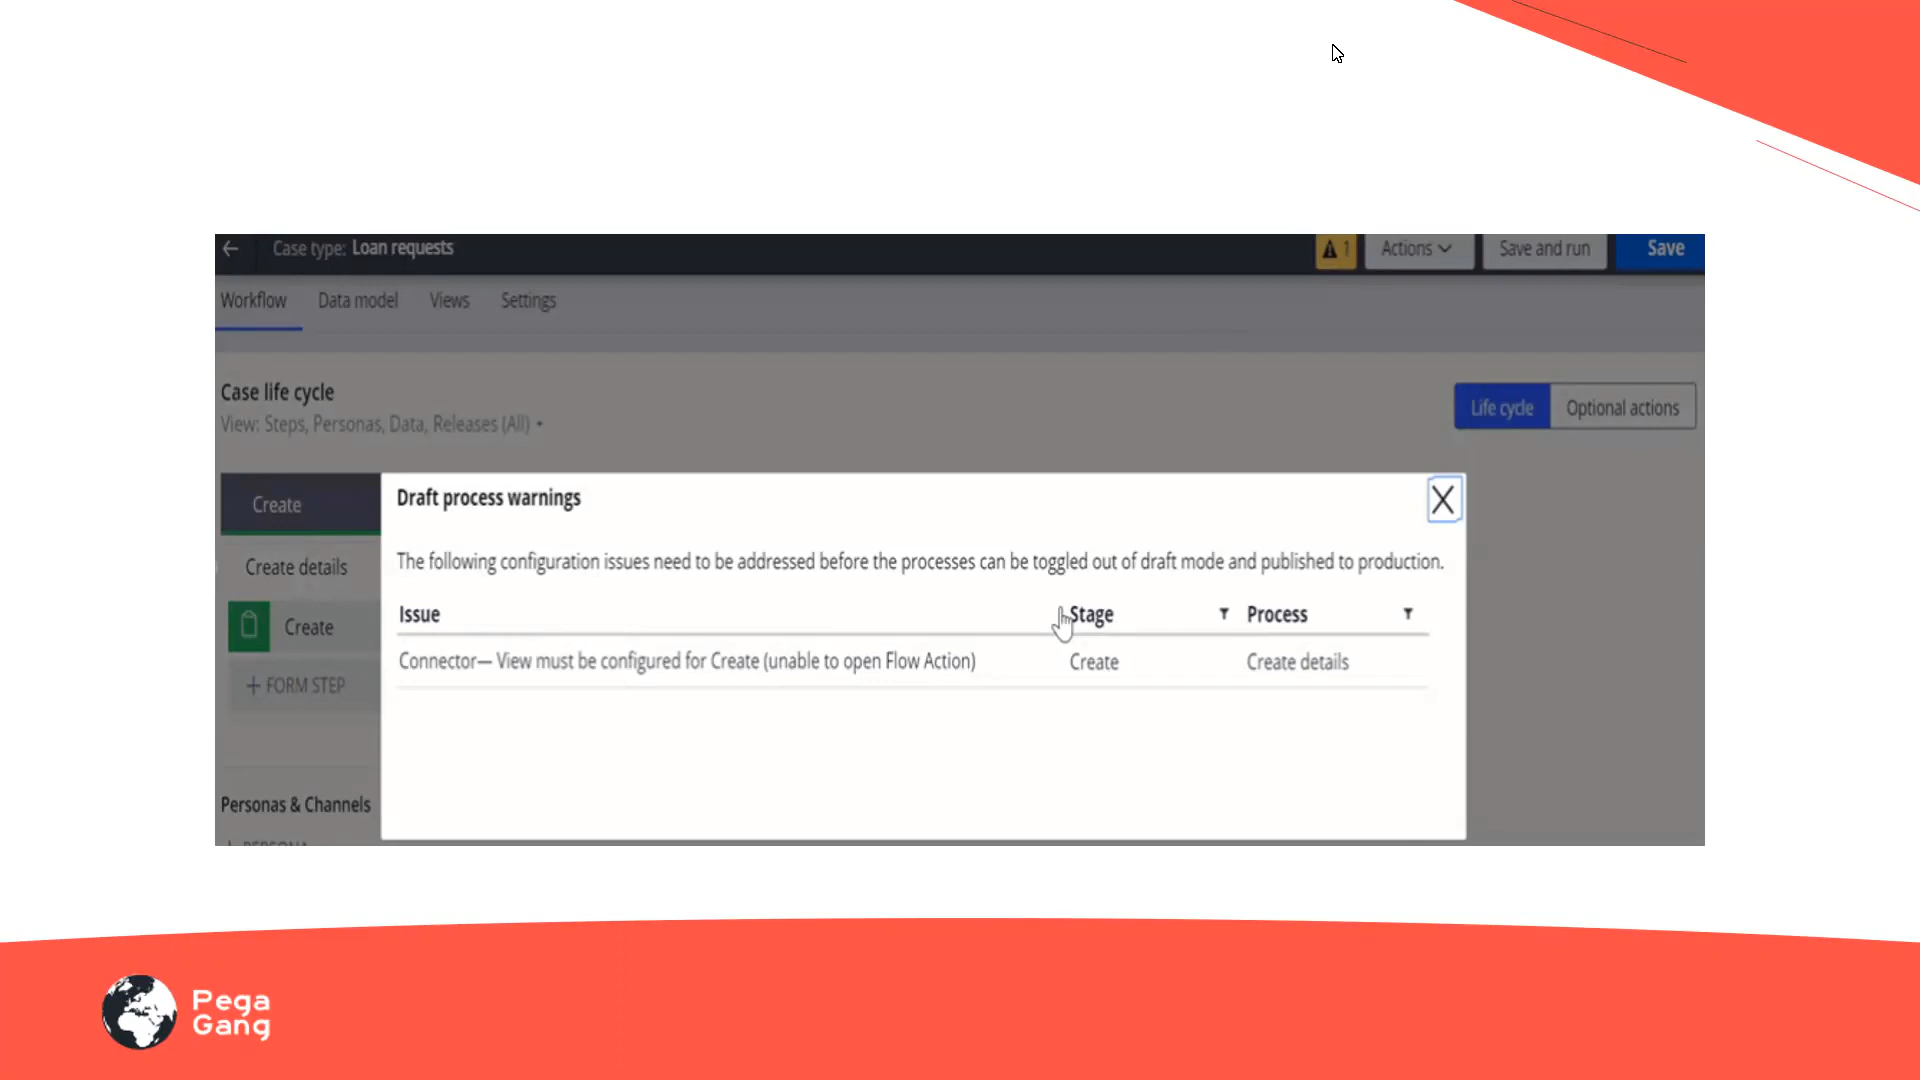 Case type: Loan requests
1
Actions
Save and run
Save
Workflow
Data model
Views
Settings
Case life cycle
View: Steps, Personas, Data, Releases (All)
Life cycle
Optional actions
Create
Draft process warnings
X
The following configuration issues need to be addressed before the processes can be toggled out of draft mode and published to production.
Create details
Issue
Stage
Process
Create
Connector— View must be configured for Create (unable to open Flow Action)
Create
Create details
+ FORM STEP
Personas & Channels
Pega
Gang